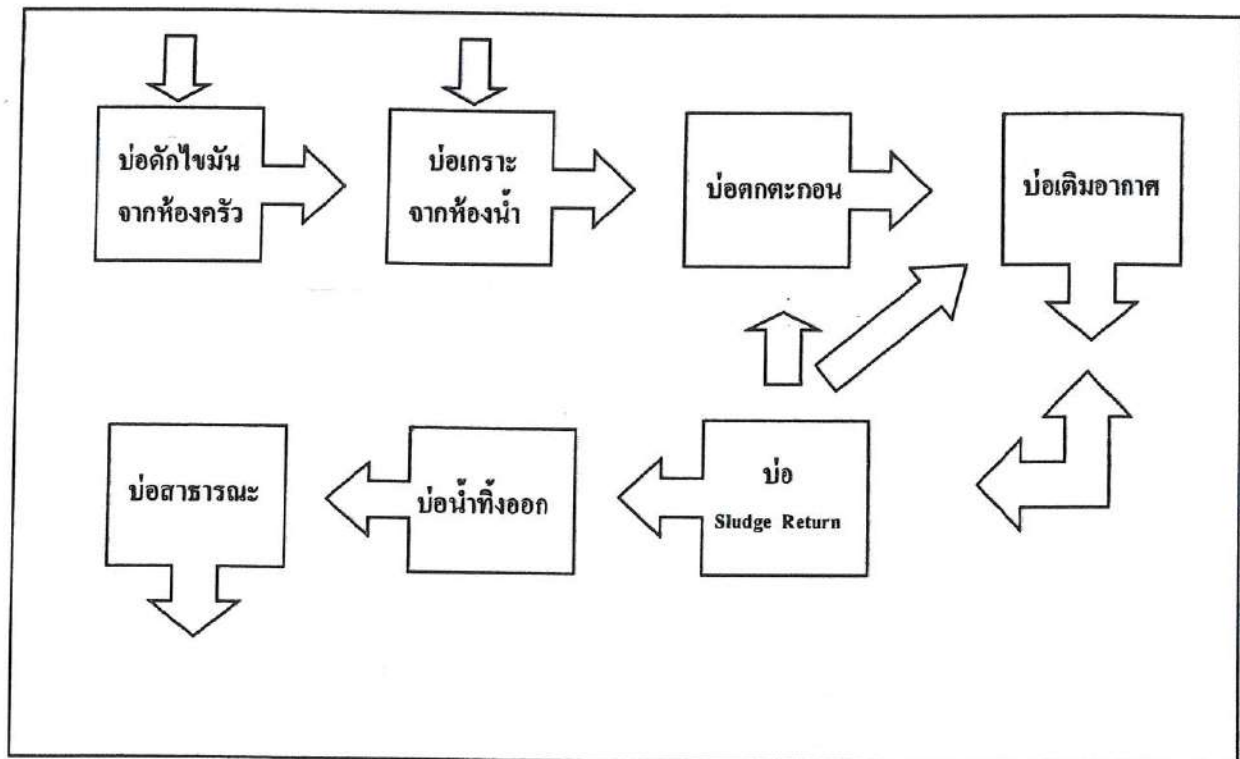 บ่อดักไขมัน
จากห้องครัว
บ่อเกราะ
จากห้องน้ำ
บ่อตกตะกอน
บ่อเติมอากาศ
บ่อสาธารณะ
บ่อน้ำทิ้งออก
บ่อ
Sludge Return